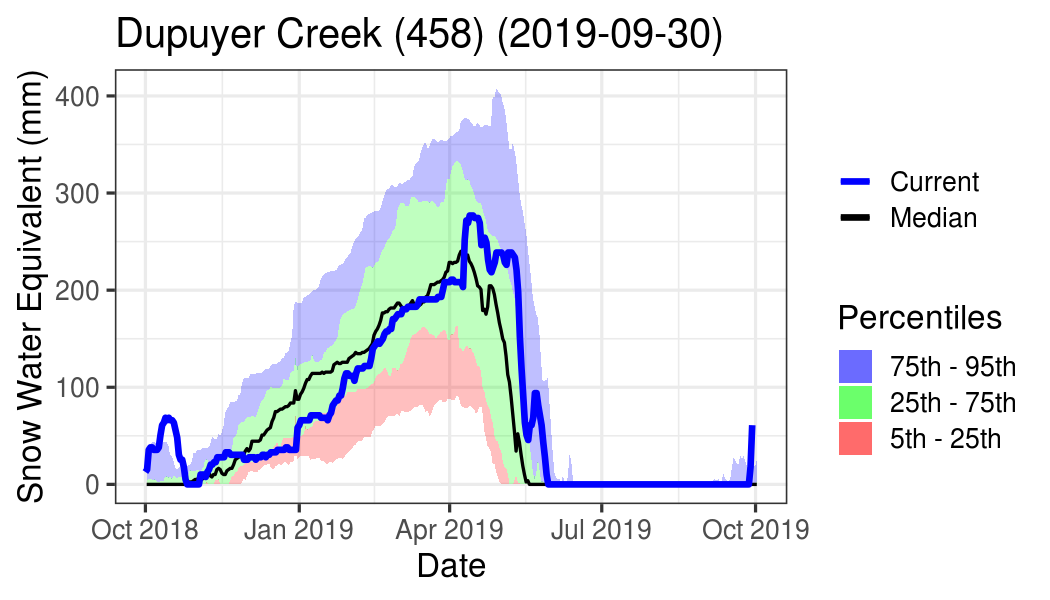 Dupuyer Creek (458) (2019-09-30)
Snow Water Equivalent (mm)
400
300
200
100
0
Oct 2018
Jan 2019
Apr 2019
Jul 2019
Oct 2019
Date
Current
Median
Percentiles
75th - 95th
25th - 75th
5th - 25th